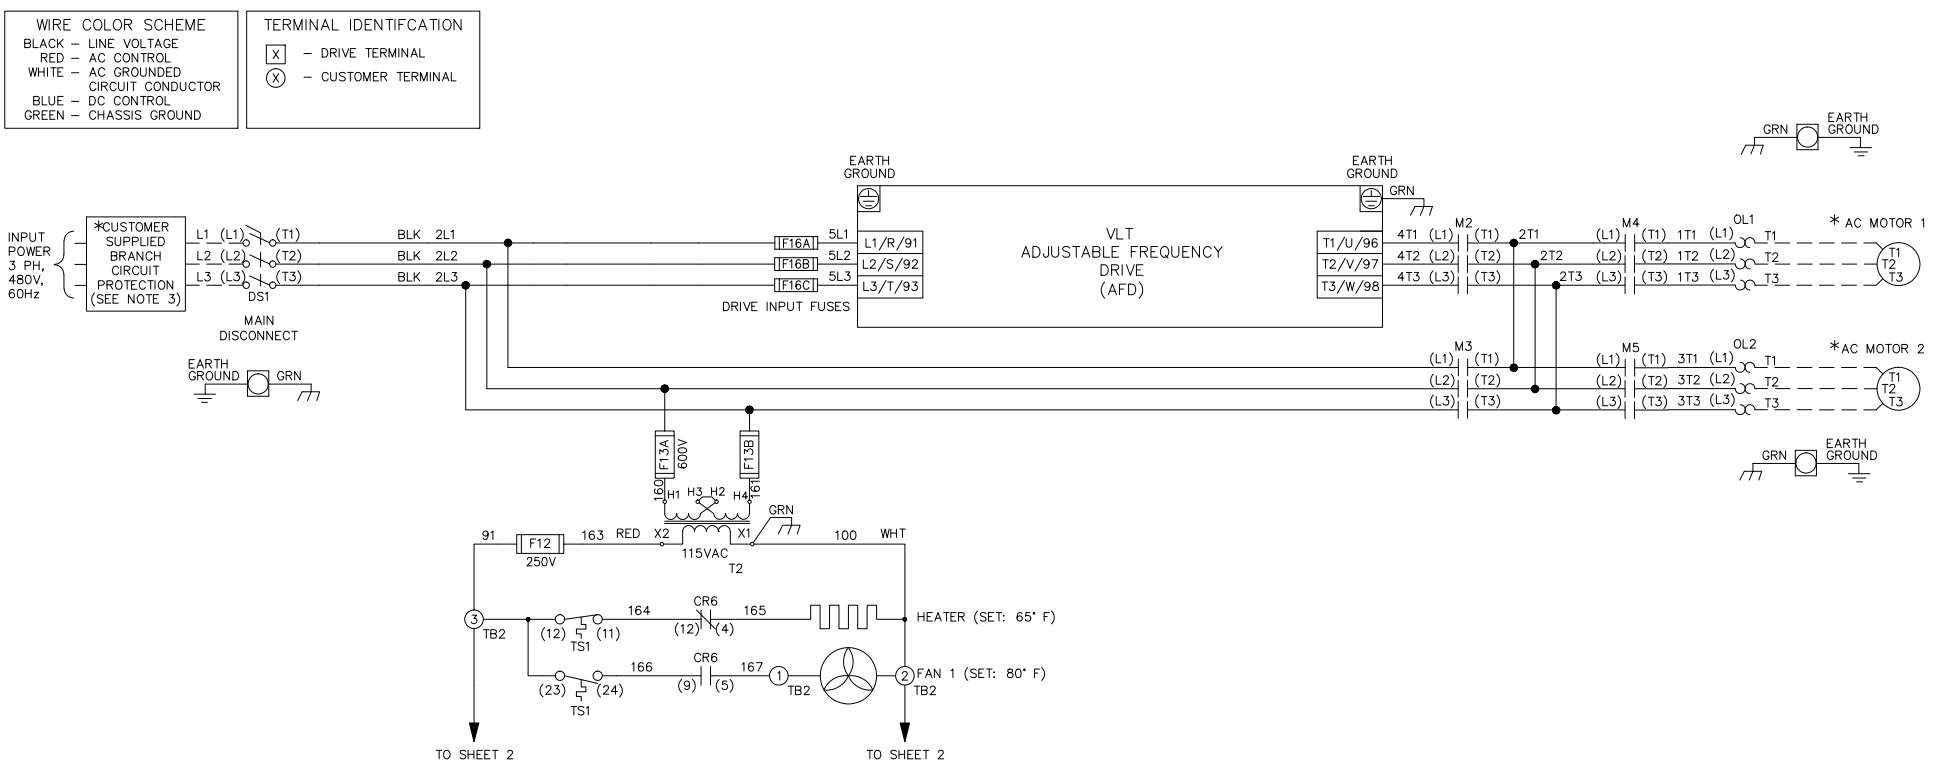 WIRE COLOR SCHEME
BLACK – LINE VOLTAGE
RED – AC CONTROL
WHITE – AC GROUNDED
CIRCUIT CONDUCTOR
BLUE – DC CONTROL
GREEN – CHASSIS GROUND
TERMINAL IDENTIFCATION
X – DRIVE TERMINAL
X – CUSTOMER TERMINAL
GRN
EARTH
GROUND
EARTH
GROUND
EARTH
GROUND
GRN
INPUT
POWER
3 PH,
480V,
60Hz
*CUSTOMER
SUPPLIED
BRANCH
CIRCUIT
PROTECTION
(SEE NOTE 3)
L1 (L1) (T1) BLK 2L1 F16A 5L1 L1/R/91
L2 (L2) (T2) BLK 2L2 F16B 5L2 L2/S/92
L3 (L3) (T3) BLK 2L3 F16C 5L3 L3/T/93
DS1
MAIN
DISCONNECT
DRIVE INPUT FUSES
VLT
ADJUSTABLE FREQUENCY
DRIVE
(AFD)
M2 M4 OL1 * AC MOTOR 1
T1/U/96 4T1 (L1) (T1) 2T1 (L1) (T1) 1T1 (L1) T1 T1
T2/V/97 4T2 (L2) (T2) 2T2 (L2) (T2) 1T2 (L2) T2 T2
T3/W/98 4T3 (L3) (T3) 2T3 (L3) (T3) 1T3 (L3) T3 T3
EARTH
GROUND GRN
M3 M5 OL2 *AC MOTOR 2
(L1) (T1) (L1) (T1) 3T1 (L1) T1 T1
(L2) (T2) (L2) (T2) 3T2 (L2) T2 T2
(L3) (T3) (L3) (T3) 3T3 (L3) T3 T3
GRN
EARTH
GROUND
F13A
600V
F13B
160 H1 H3 H2 H4 161
GRN
91 F12 163 RED X2 X1 100 WHT
250V
115VAC
T2
3
TB2
164 CR6 165
(12) (11) (12) (4)
TS1
HEATER (SET: 65° F)
166 CR6 167 1
(23) (24) (9) (5) TB2
TS1
2 FAN 1 (SET: 80° F)
TB2
TO SHEET 2
TO SHEET 2